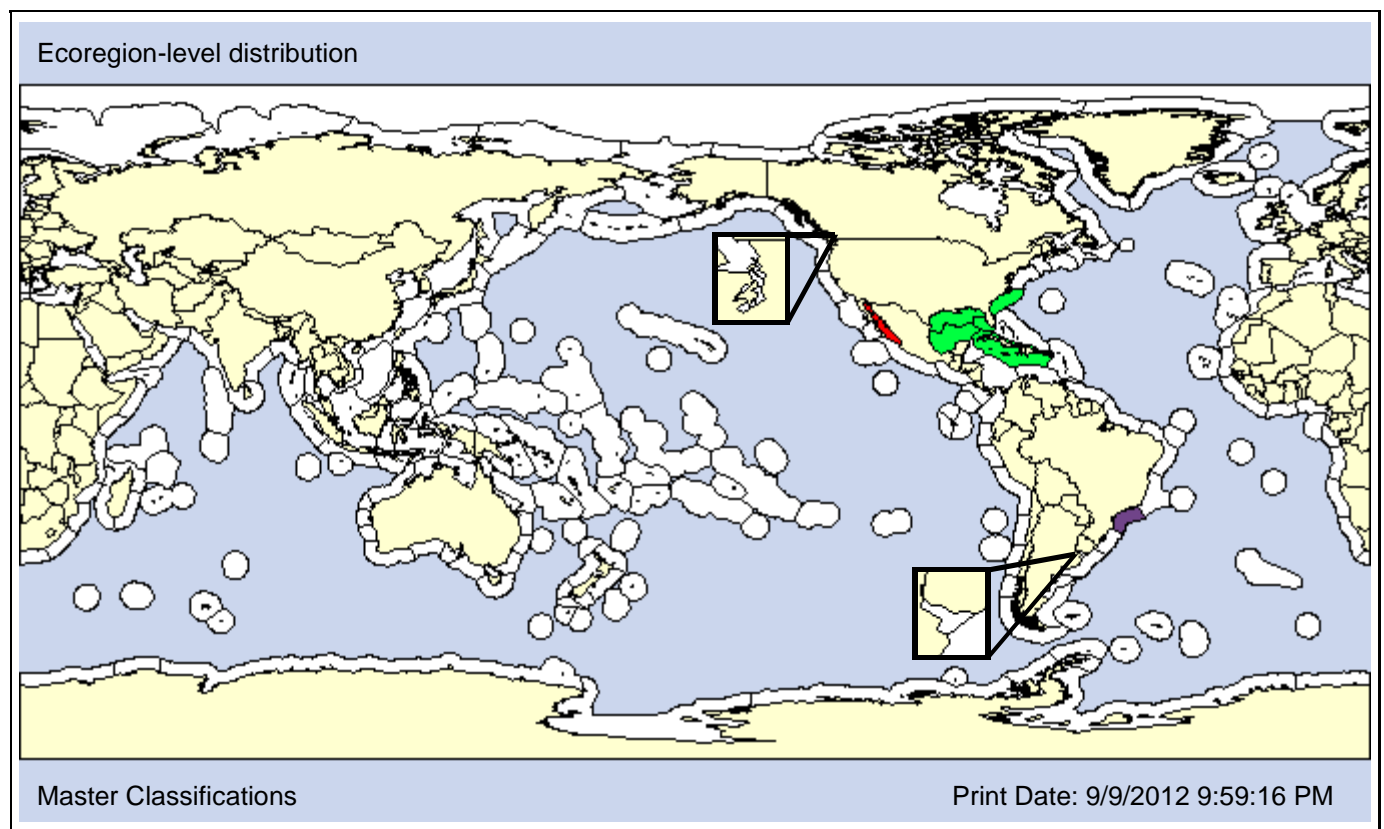 Ecoregion-level distribution
Master Classifications
Print Date: 9/9/2012 9:59:16 PM